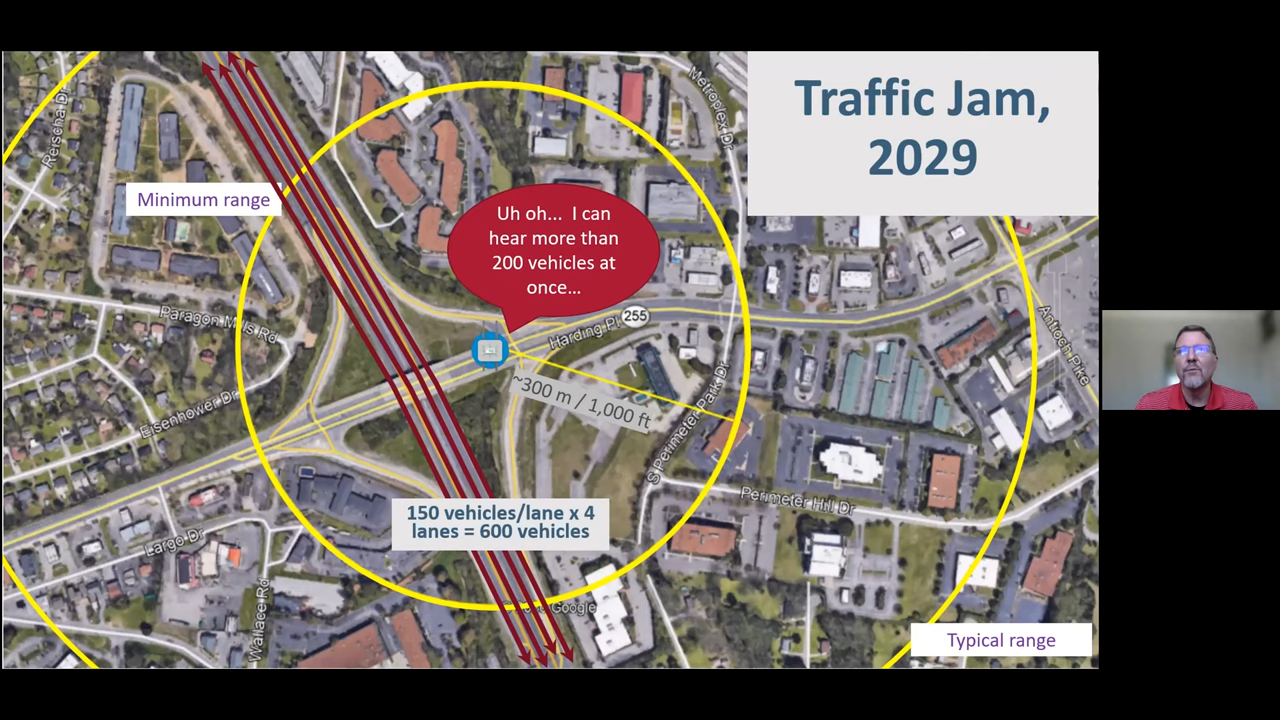 Traffic Jam,
2029
Reischa Dr
Metroplex Dr
Minimum range
Uh oh... I can
hear more than
200 vehicles at
once...
Paragon Mills Rd
Harding Pl
255
Antioch Pike
~300 m / 1,000 ft
Eisenhower Dr
S Perimeter Park Dr
Perimeter Hill Dr
150 vehicles/lane x 4
lanes = 600 vehicles
Largo Dr
Wallace Rd
Google
Typical range